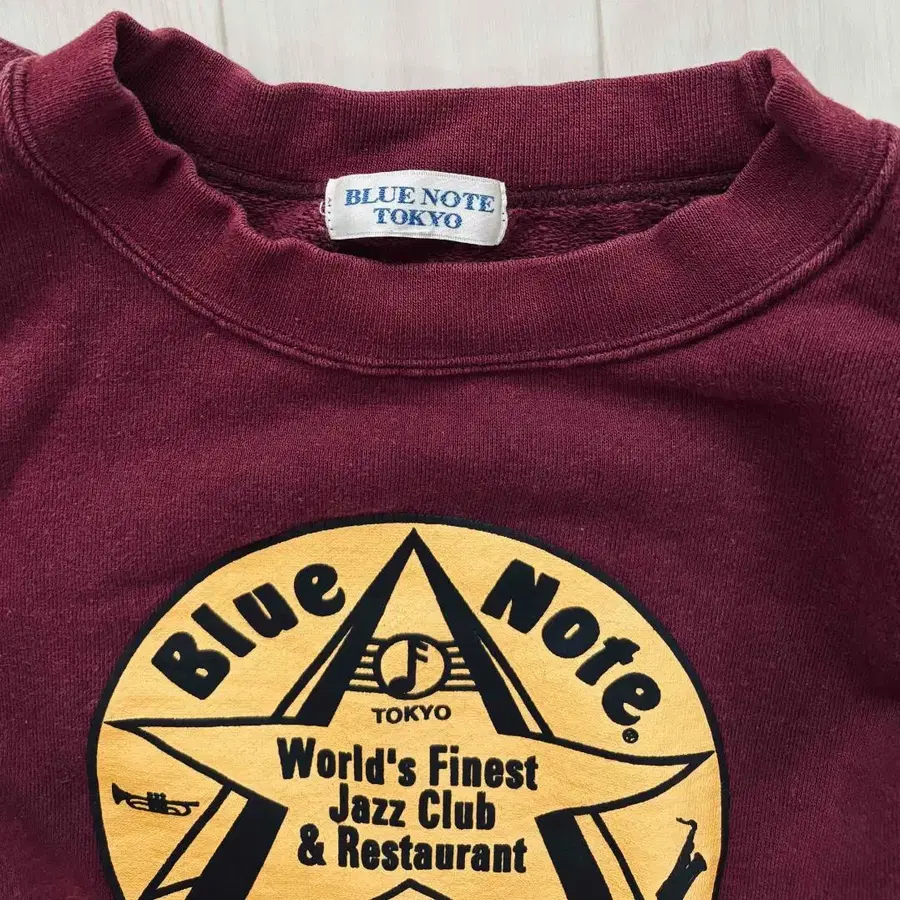 BLUE NOTE
TOKYO
Blue Note®
TOKYO
World's Finest
Jazz Club
& Restaurant